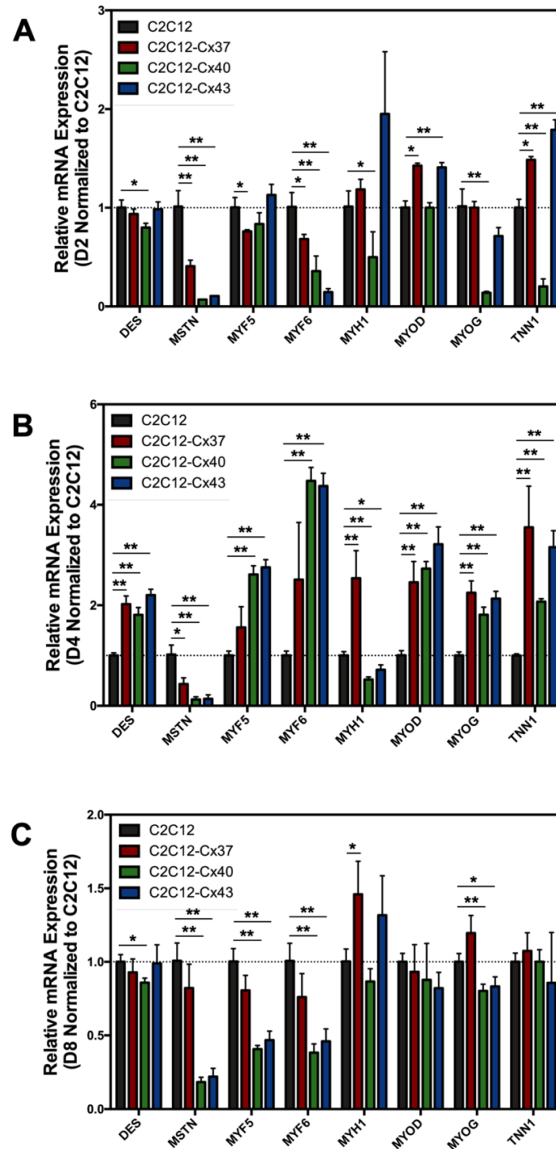 A
C2C12
C2C12-Cx37
C2C12-Cx40
C2C12-Cx43
Relative mRNA Expression
(D2 Normalized to C2C12)
3
2
1
0
* ** ** ** * * ** ** * * ** * ** * ** **
DES MSTN MYF5 MYF6 MYH1 MYOD MYOG TNN1
B
C2C12
C2C12-Cx37
C2C12-Cx40
C2C12-Cx43
Relative mRNA Expression
(D4 Normalized to C2C12)
6
4
2
0
** ** ** * ** ** ** ** ** ** ** ** * ** ** ** ** ** ** ** ** **
DES MSTN MYF5 MYF6 MYH1 MYOD MYOG TNN1
C
C2C12
C2C12-Cx37
C2C12-Cx40
C2C12-Cx43
Relative mRNA Expression
(D8 Normalized to C2C12)
2.0
1.5
1.0
0.5
0.0
* ** ** ** ** ** ** * ** *
DES MSTN MYF5 MYF6 MYH1 MYOD MYOG TNN1